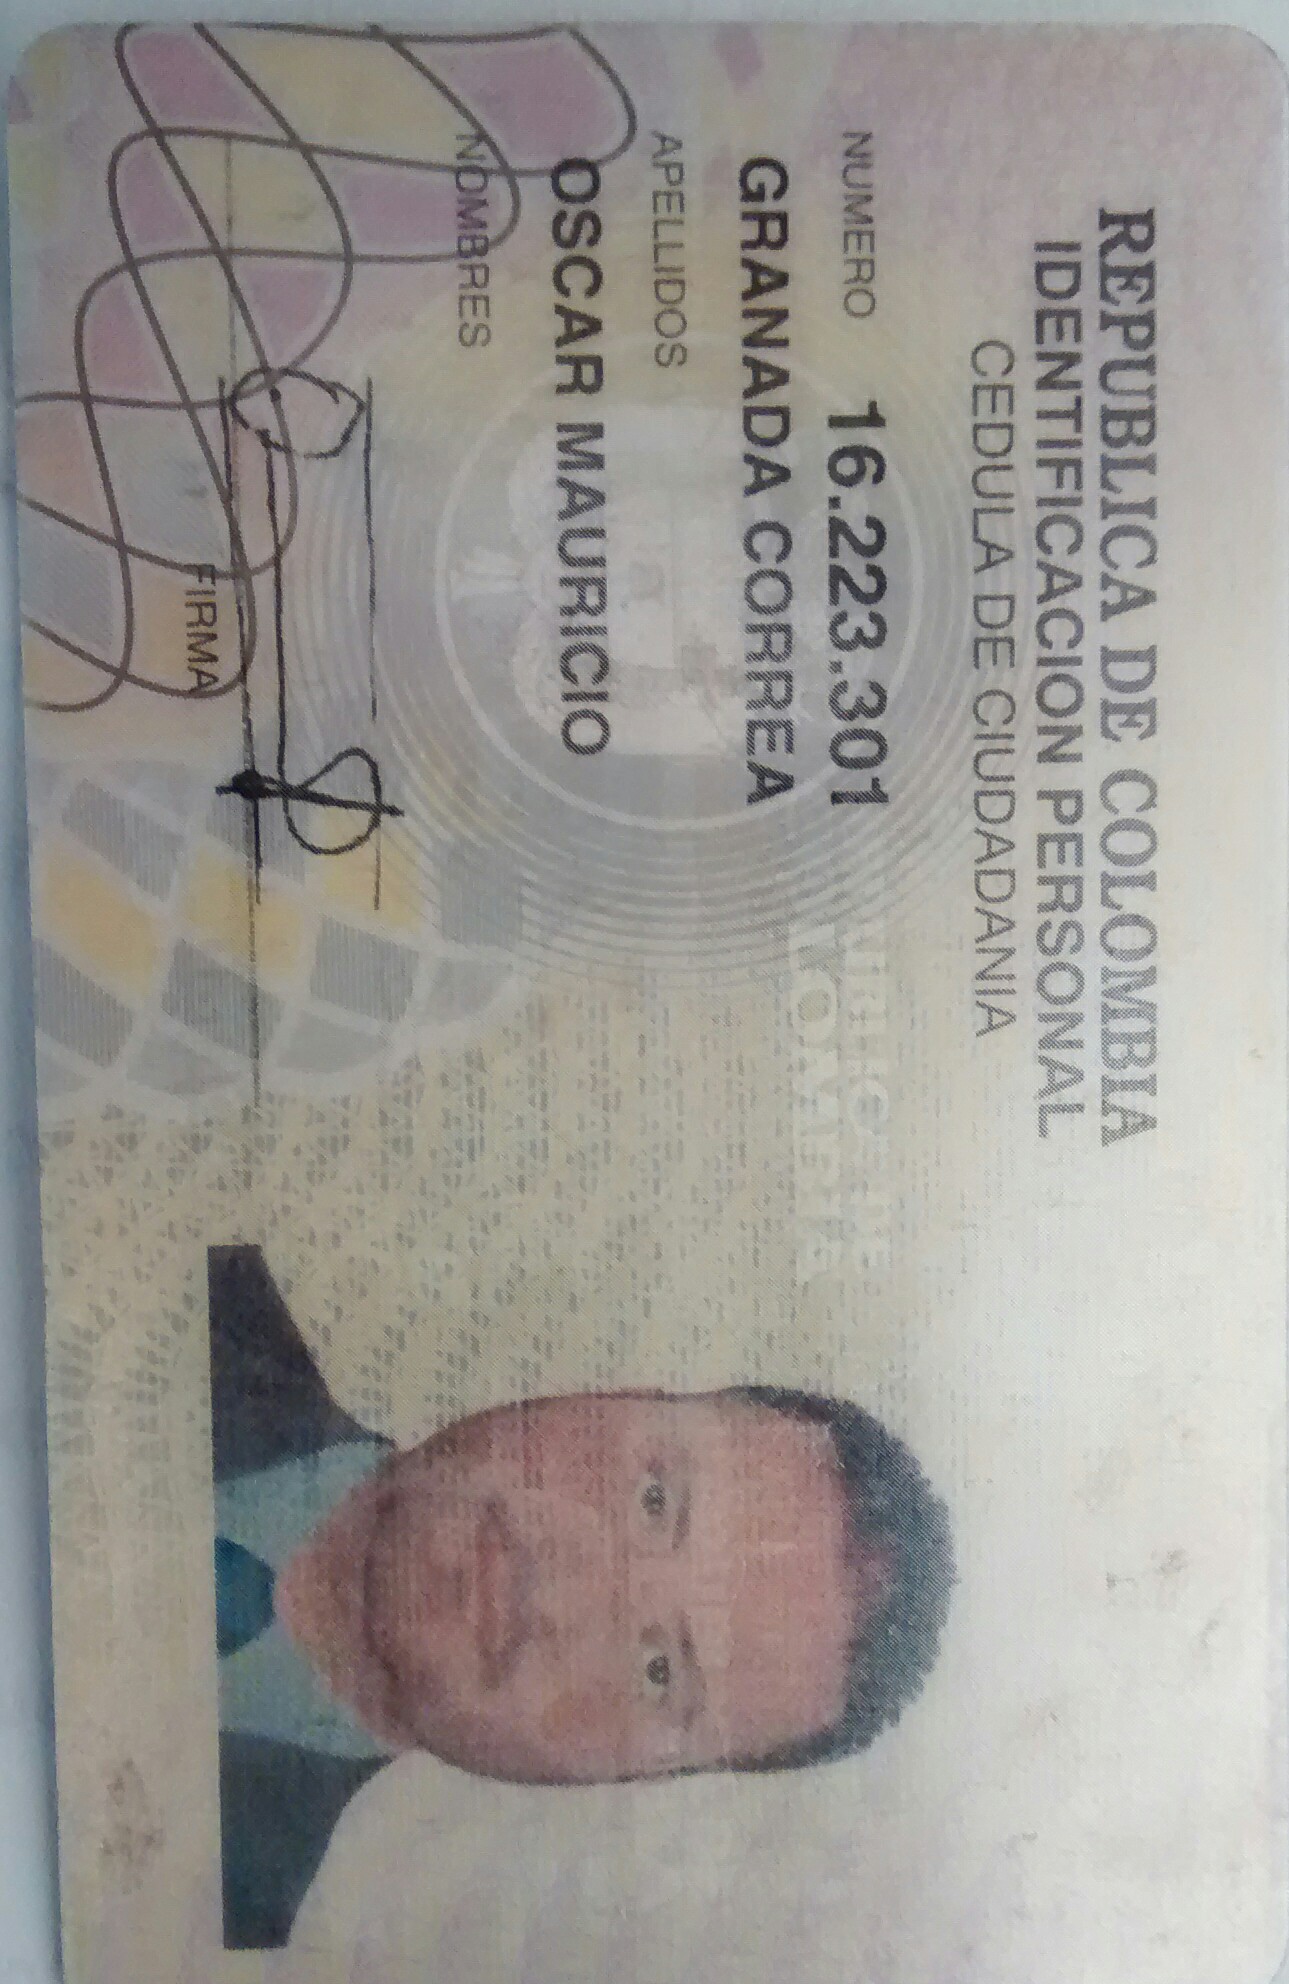 REPUBLICA DE COLOMBIA
IDENTIFICACION PERSONAL
CEDULA DE CIUDADANIA
NUMERO 16.223.301
GRANADA CORREA
APELLIDOS
OSCAR MAURICIO
NOMBRES
FIRMA